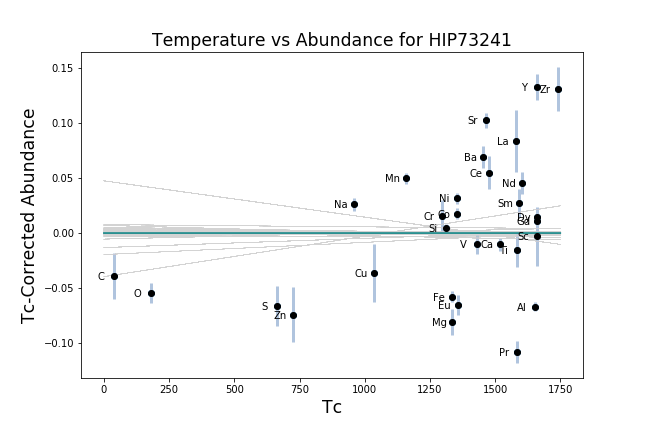 Temperature vs Abundance for HIP73241
Tc-Corrected Abundance
0.15
0.10
0.05
0.00
−0.05
−0.10
Y
Zr
Sr
La
Ba
Ce
Mn
Nd
Na
Ni
Sm
Cr
Co
Dy
Gd
Si
Sc
V
Ca
Ti
C
Cu
O
Fe
S
Eu
Al
Zn
Mg
Pr
0
250
500
750
1000
1250
1500
1750
Tc